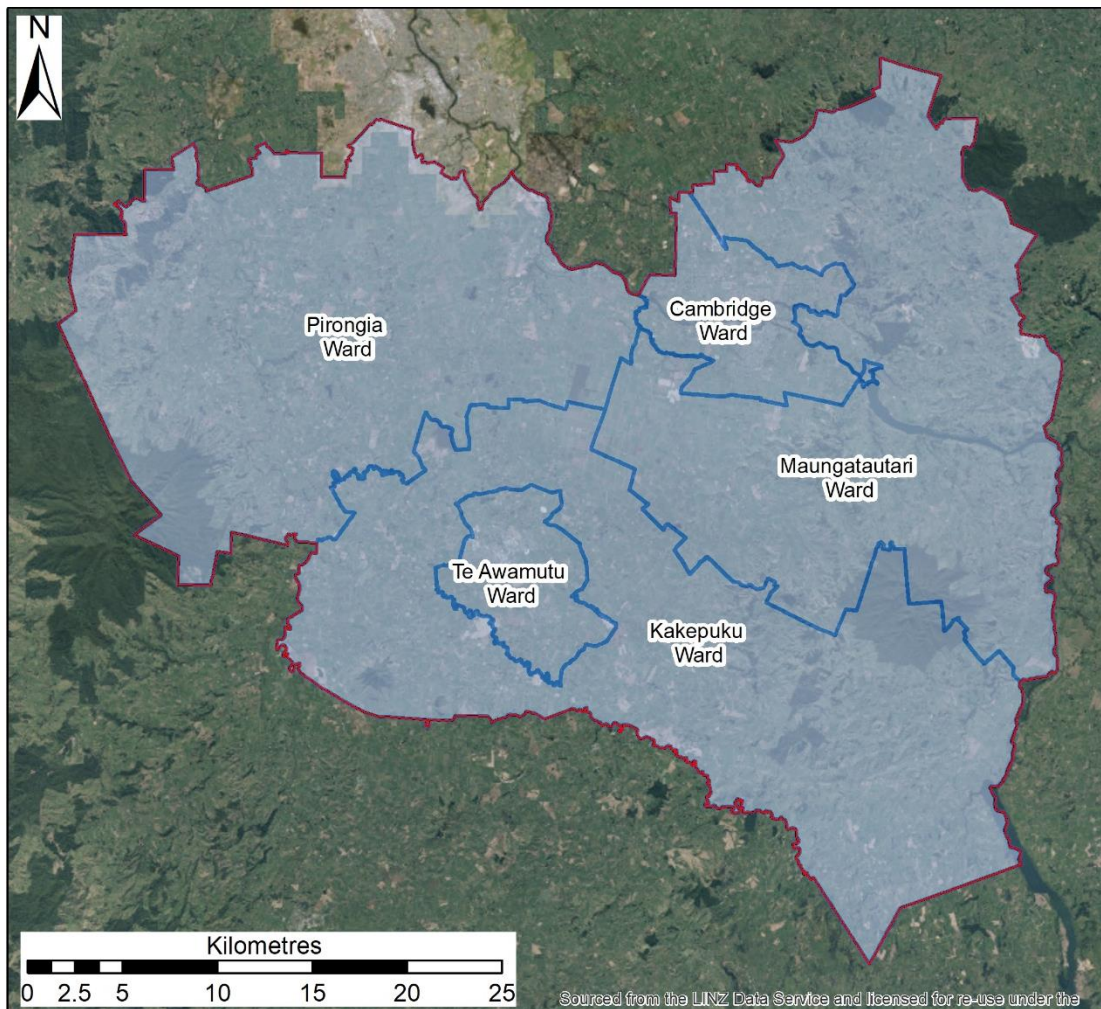 N
Cambridge
Ward
Pirongia
Ward
Maungatautari
Ward
Te Awamutu
Ward
Kakepuku
Ward
Kilometres
0 2.5 5 10 15 20 25
Sourced from the LINZ Data Service and licensed for re-use under the